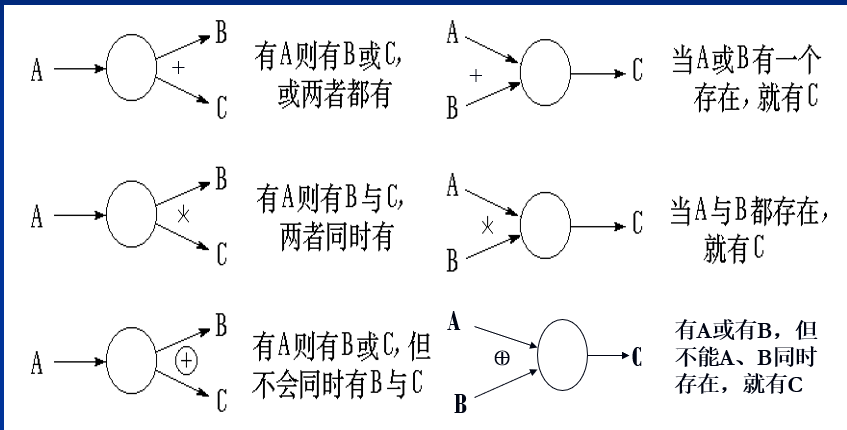 A
B
+
C
有A则有B或C,
或两者都有
A
+
B
C
当A或B有一个
存在,就有C
A
B
*
C
有A则有B与C,
两者同时有
A
*
B
C
当A与B都存在,
就有C
A
B
⊕
C
有A则有B或C,但
不会同时有B与C
A
⊕
B
C
有A或有B，但
不能A、B同时
存在，就有C